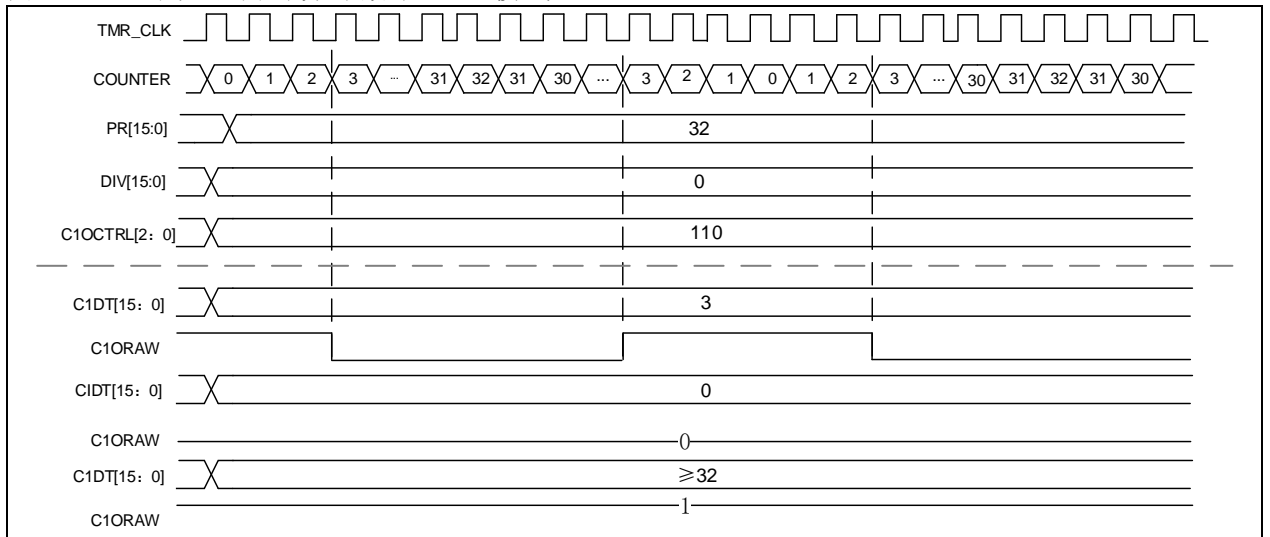 TMR_CLK
COUNTER 0 1 2 3 ... 31 32 31 30 ... 3 2 1 0 1 2 3 ... 30 31 32 31 30
PR[15:0] 32
DIV[15:0] 0
C1OCTRL[2：0] 110
C1DT[15：0] 3
C1ORAW
CIDT[15：0] 0
C1ORAW 0
C1DT[15：0] ≥32
C1ORAW 1